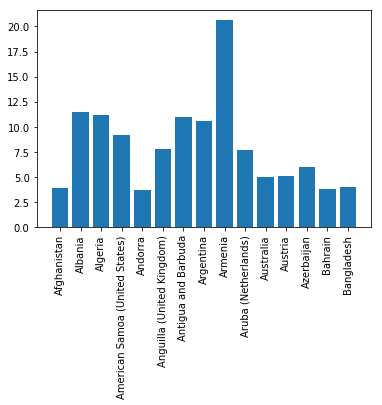 20.0
17.5
15.0
12.5
10.0
7.5
5.0
2.5
0.0
Afghanistan
Albania
Algeria
American Samoa (United States)
Andorra
Anguilla (United Kingdom)
Antigua and Barbuda
Argentina
Armenia
Aruba (Netherlands)
Australia
Austria
Azerbaijan
Bahrain
Bangladesh